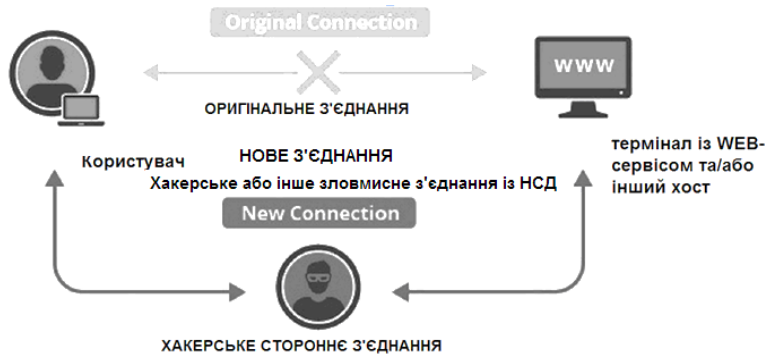 Original Connection
www
ОРИГІНАЛЬНЕ З'ЄДНАННЯ
Користувач
НОВЕ З'ЄДНАННЯ
Хакерське або інше зловмисне з'єднання із НСД
New Connection
термінал із WEB-
сервісом та/або
інший хост
ХАКЕРСЬКЕ СТОРОННЄ З'ЄДНАННЯ